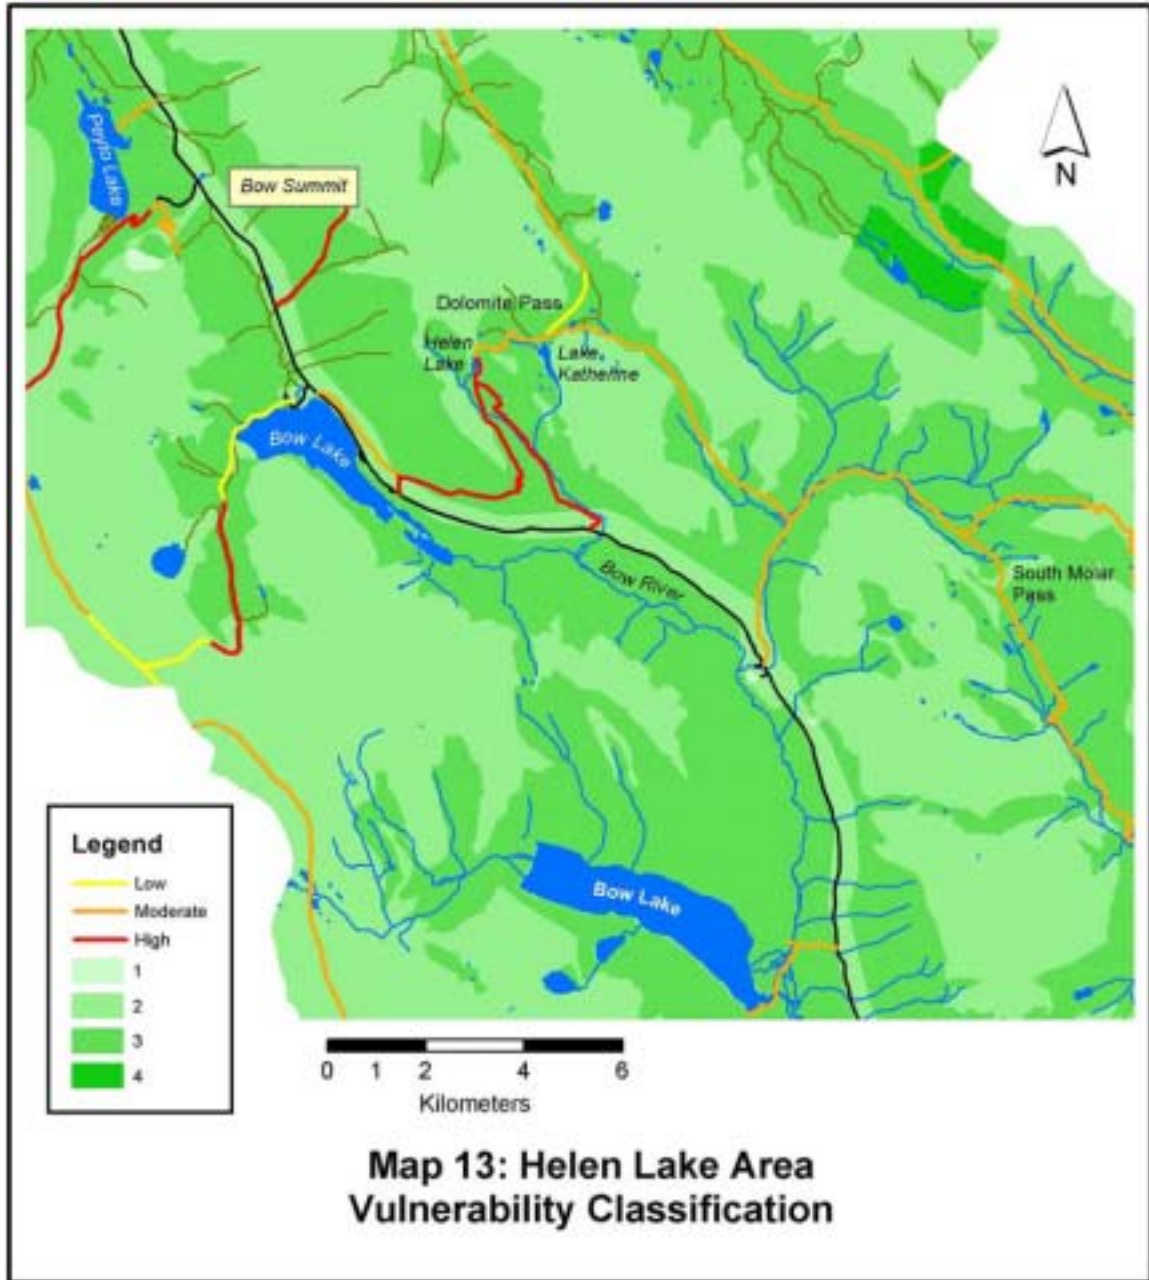 Peyto Lake
Bow Summit
N
Dolomite Pass
Helen
Lake
Lake
Katherine
Bow Lake
Bow River
South Molar
Pass
Bow Lake
Legend
Low
Moderate
High
1
2
3
4
0 1 2 4 6
Kilometers
Map 13: Helen Lake Area
Vulnerability Classification